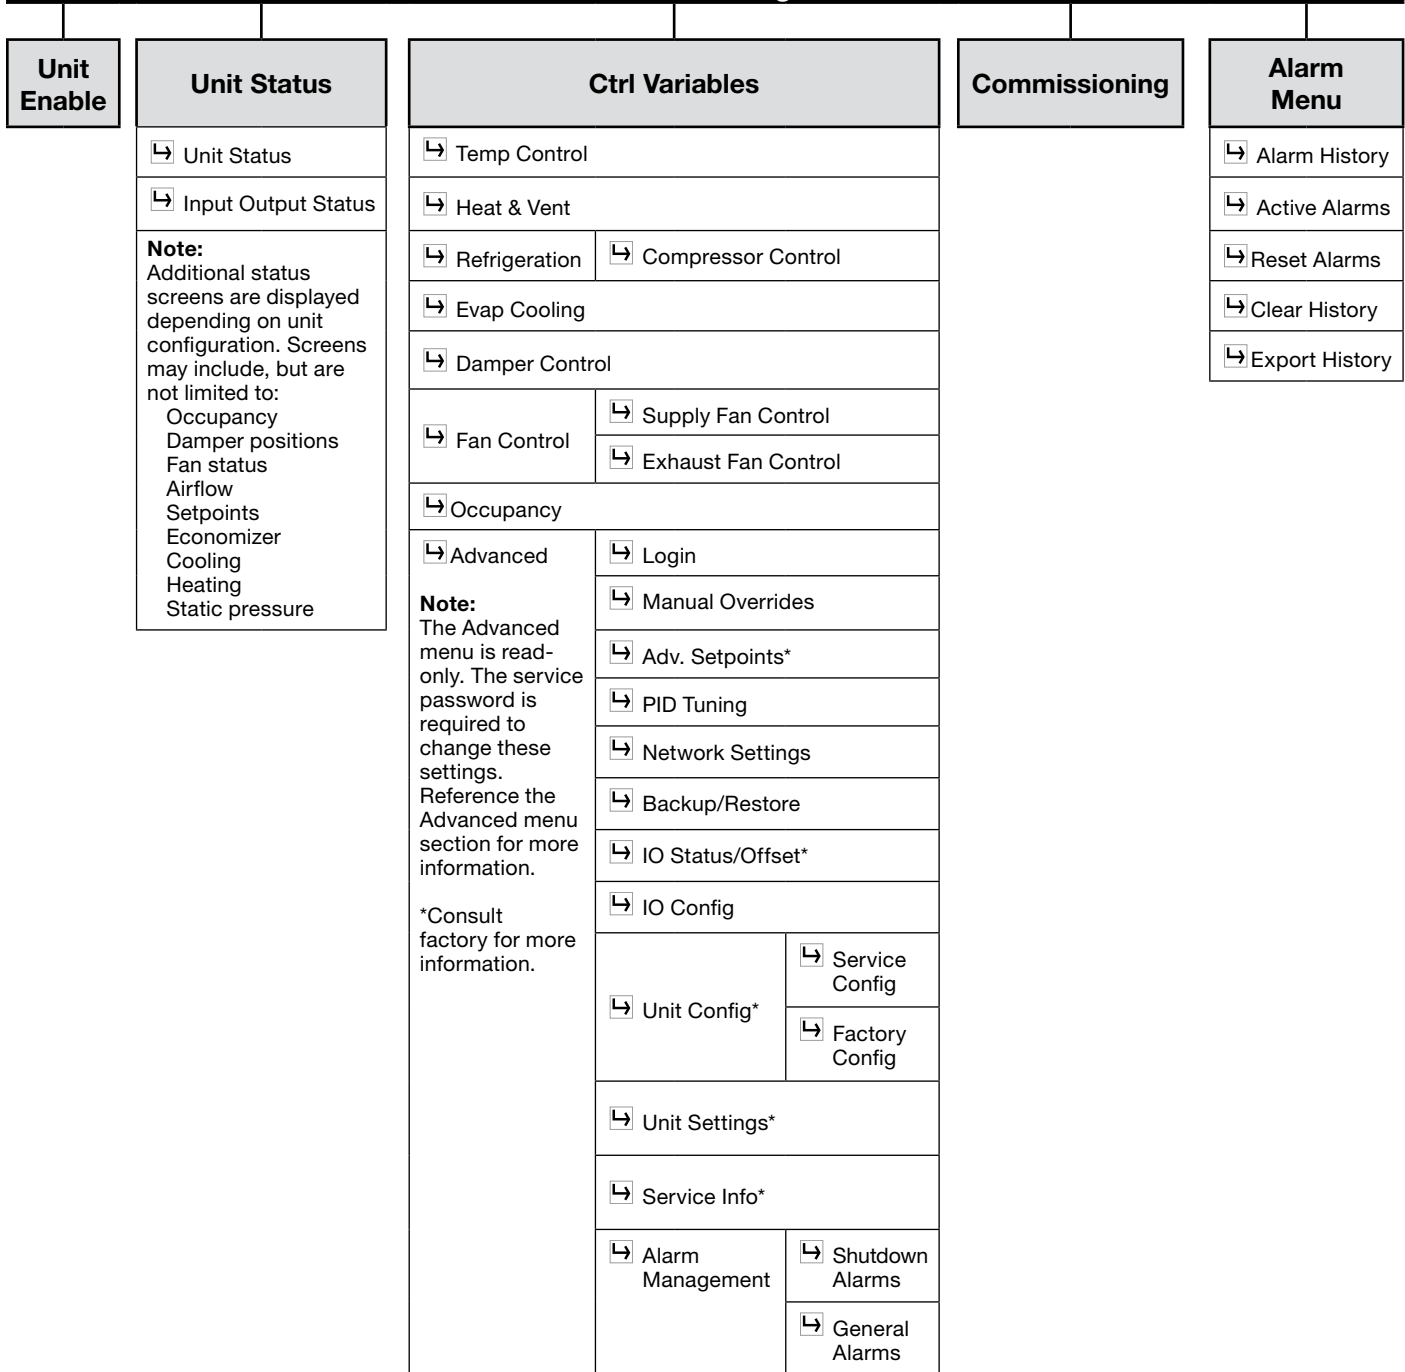 Unit
Enable
Unit Status
Unit Status
Input Output Status
Note:
Additional status
screens are displayed
depending on unit
configuration. Screens
may include, but are
not limited to:
Occupancy
Damper positions
Fan status
Airflow
Setpoints
Economizer
Cooling
Heating
Static pressure
Ctrl Variables
Temp Control
Heat & Vent
Refrigeration
Compressor Control
Evap Cooling
Damper Control
Fan Control
Supply Fan Control
Exhaust Fan Control
Occupancy
Advanced
Note:
The Advanced
menu is read-
only. The service
password is
required to
change these
settings.
Reference the
Advanced menu
section for more
information.
*Consult
factory for more
information.
Login
Manual Overrides
Adv. Setpoints*
PID Tuning
Network Settings
Backup/Restore
IO Status/Offset*
IO Config
Unit Config*
Service
Config
Factory
Config
Unit Settings*
Service Info*
Alarm
Management
Shutdown
Alarms
General
Alarms
Commissioning
Alarm
Menu
Alarm History
Active Alarms
Reset Alarms
Clear History
Export History